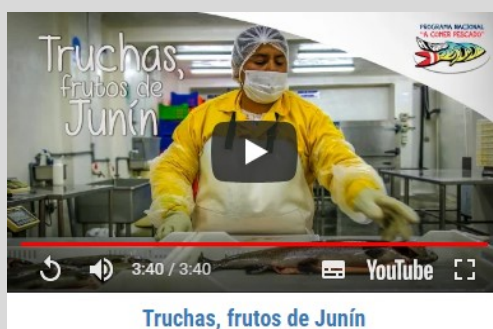 Truchas,
frutos de
Junín
PROGRAMA NACIONAL
"A COMER PESCADO"
3:40 / 3:40
YouTube
Truchas, frutos de Junín